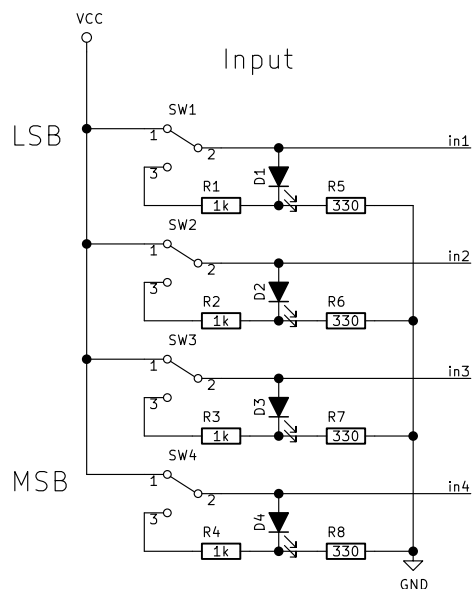 VCC
Input
LSB
SW1
1
2
3
in1
D1
R1
1k
R5
330
SW2
1
2
3
in2
D2
R2
1k
R6
330
SW3
1
2
3
in3
D3
R3
1k
R7
330
MSB
SW4
1
2
3
in4
D4
R4
1k
R8
330
GND